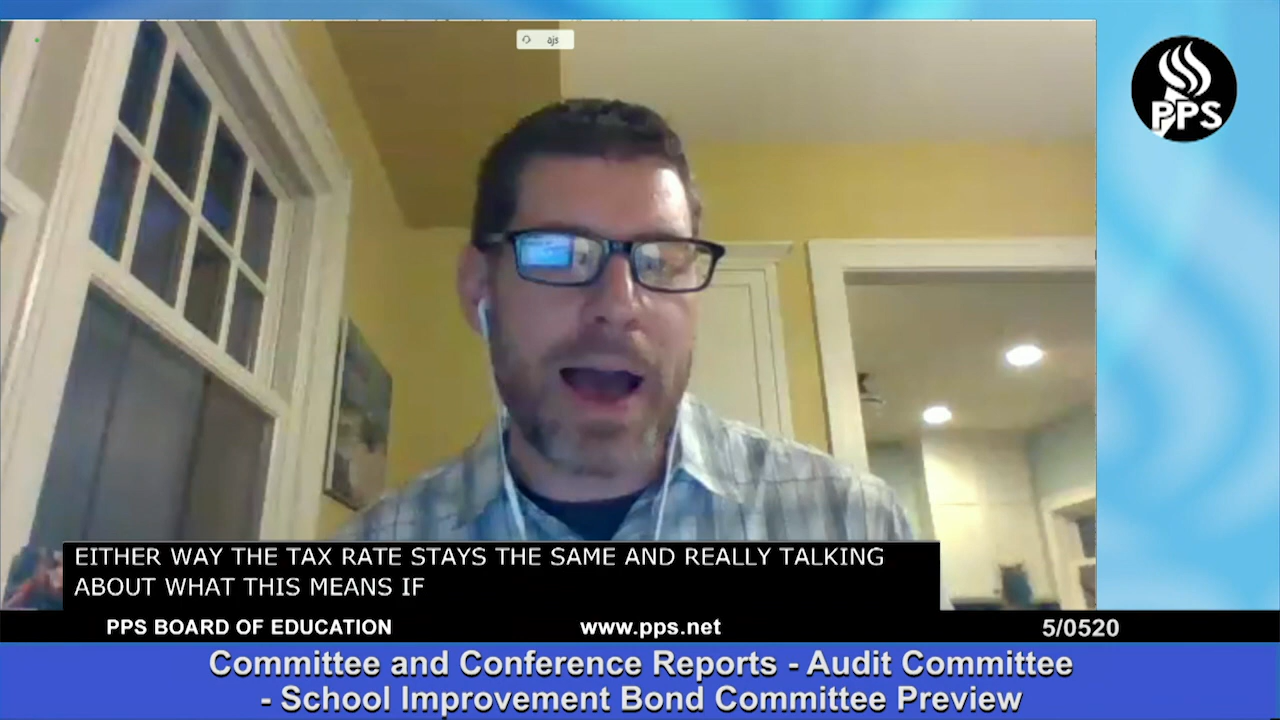 ajs
PPS
EITHER WAY THE TAX RATE STAYS THE SAME AND REALLY TALKING
ABOUT WHAT THIS MEANS IF
PPS BOARD OF EDUCATION www.pps.net 5/0520
Committee and Conference Reports - Audit Committee
- School Improvement Bond Committee Preview